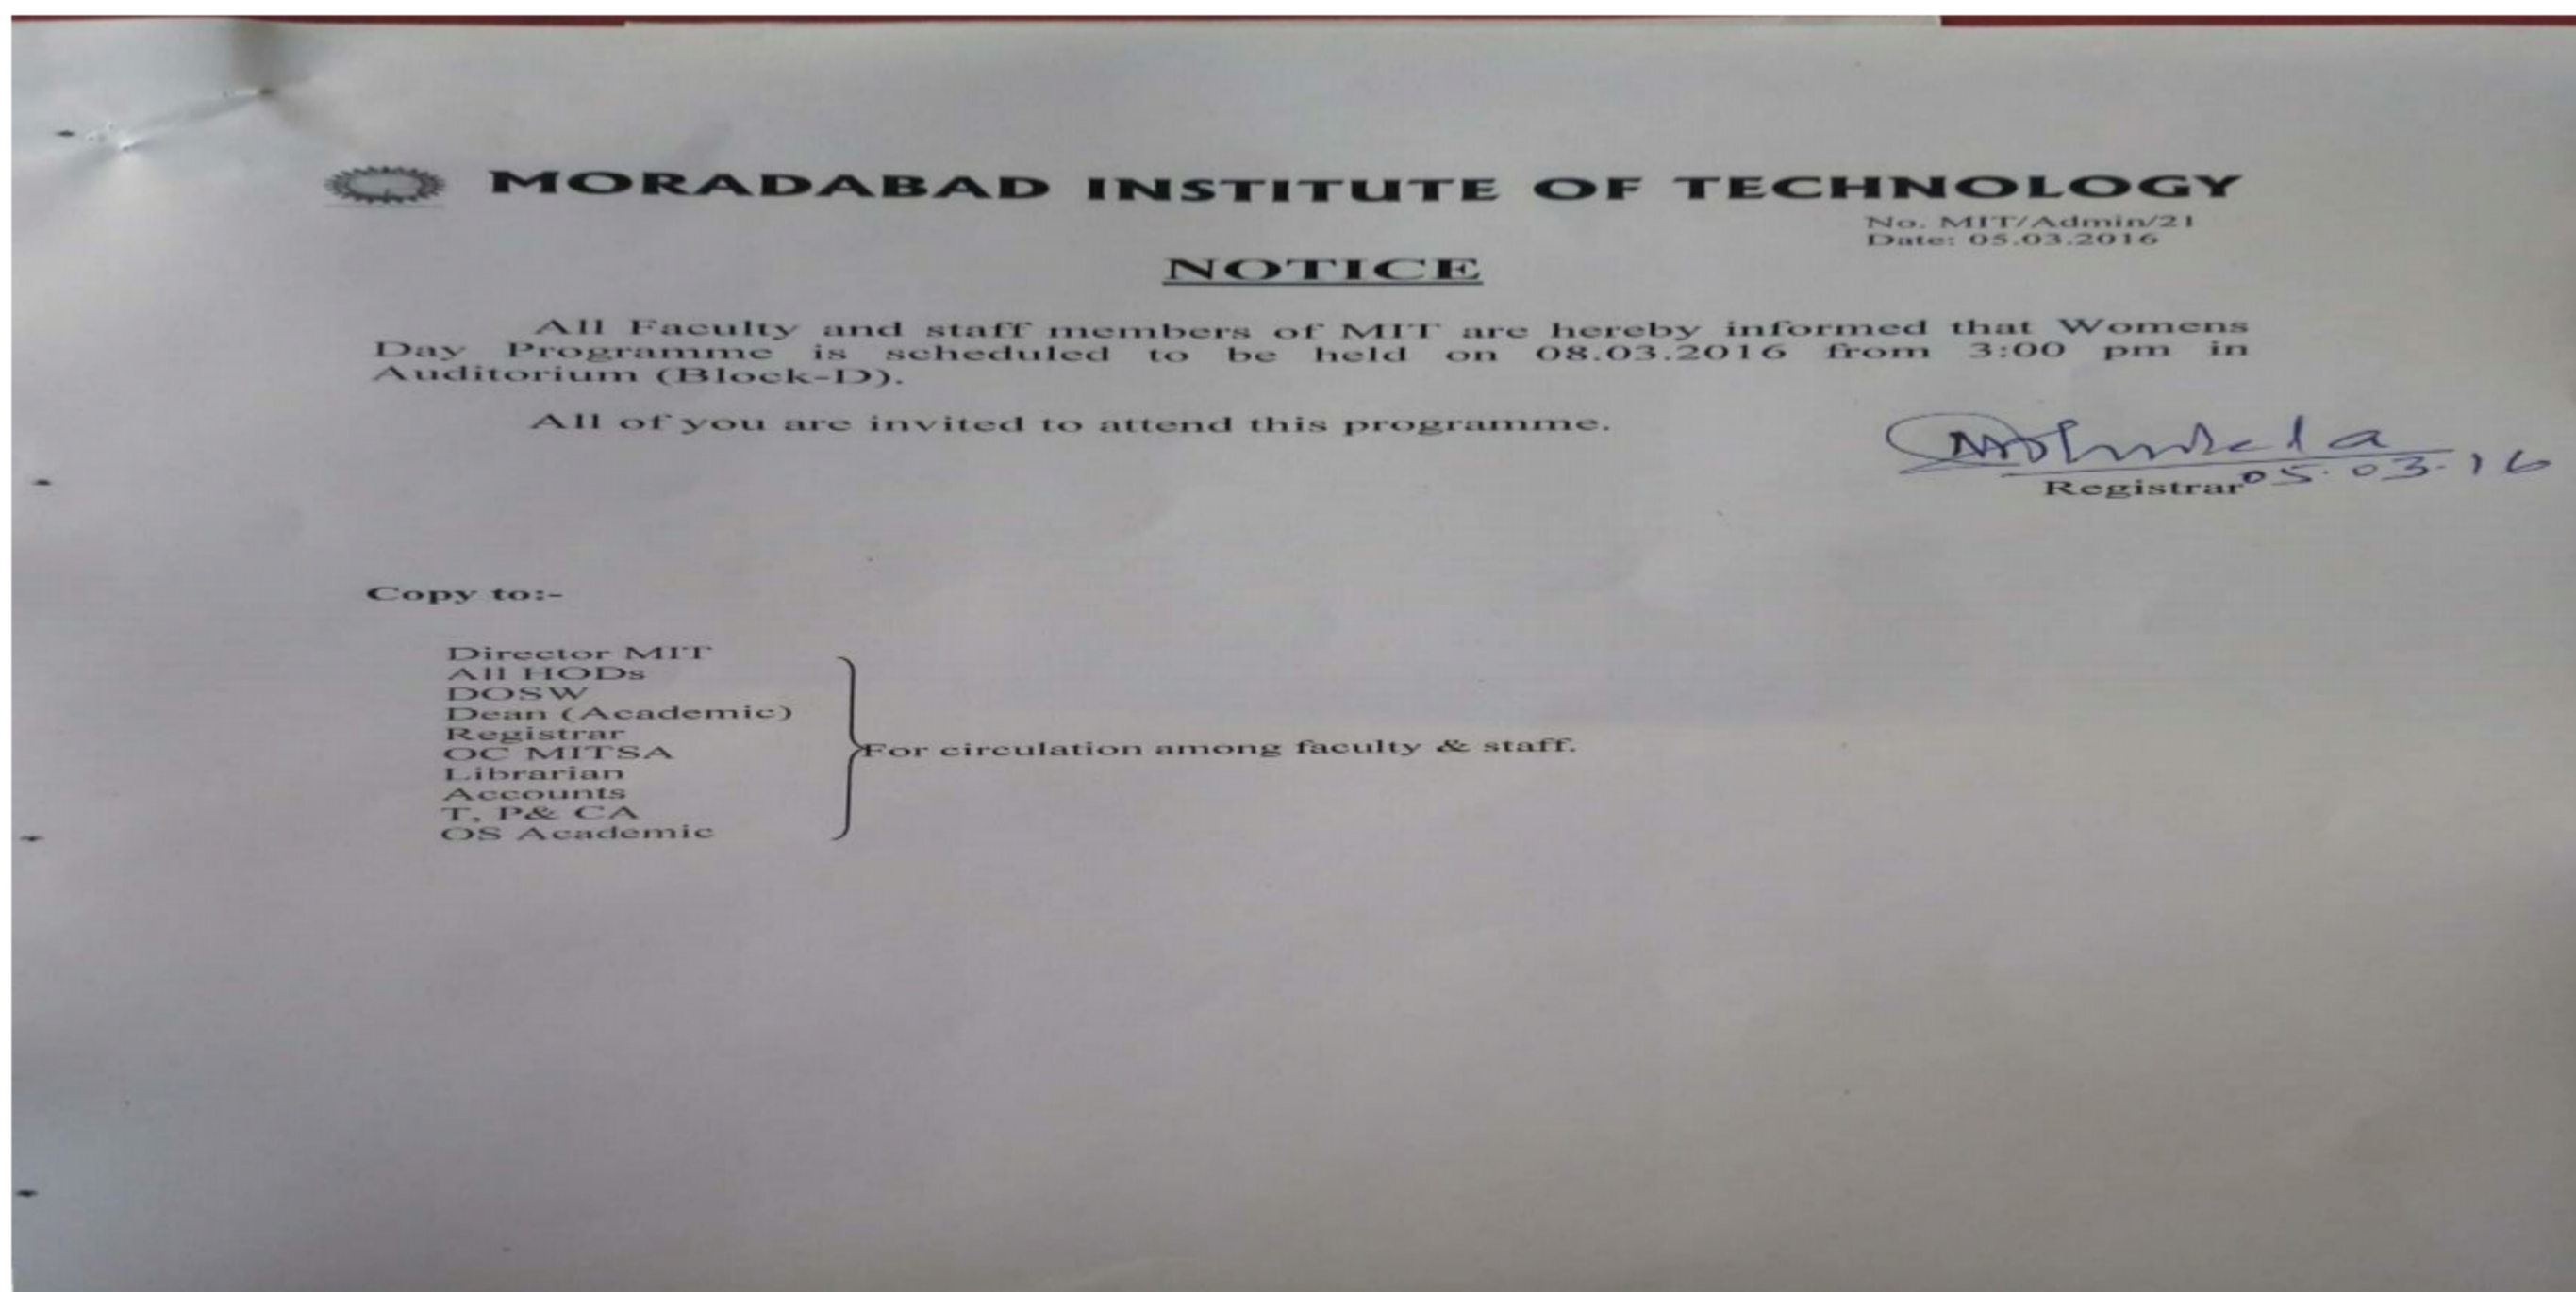 MORADABAD INSTITUTE OF TECHNOLOGY
No. MIT/Admin/21
Date: 05.03.2016
NOTICE
All Faculty and staff members of MIT are hereby informed that Womens
Day Programme is scheduled to be held on 08.03.2016 from 3:00 pm in
Auditorium (Block-D).
All of you are invited to attend this programme.
05.03.16
Registrar
Copy to:-
Director MIT
All HODs
DOSW
Dean (Academic)
Registrar
OC MITSA
Librarian
Accounts
T, P& CA
OS Academic
For circulation among faculty & staff.